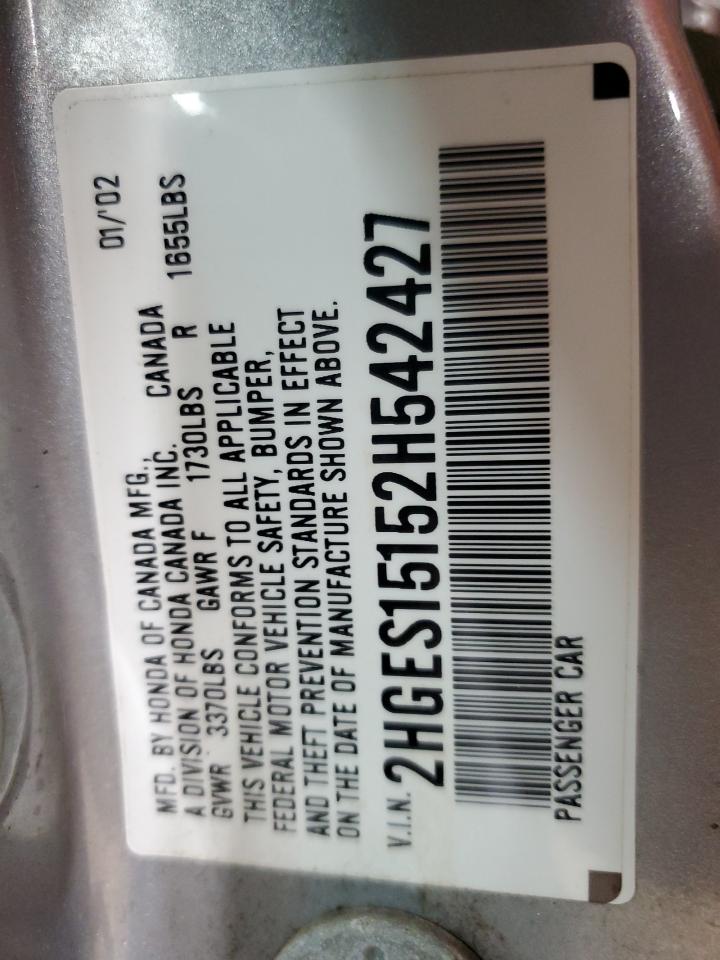 MFD. BY HONDA OF CANADA MFG., CANADA 01/'02
A DIVISION OF HONDA CANADA INC.
GVWR 3370LBS GAWR F 1730LBS R 1655LBS
THIS VEHICLE CONFORMS TO ALL APPLICABLE
FEDERAL MOTOR VEHICLE SAFETY, BUMPER,
AND THEFT PREVENTION STANDARDS IN EFFECT
ON THE DATE OF MANUFACTURE SHOWN ABOVE.
V.I.N. 2HGES15152H542427
PASSENGER CAR